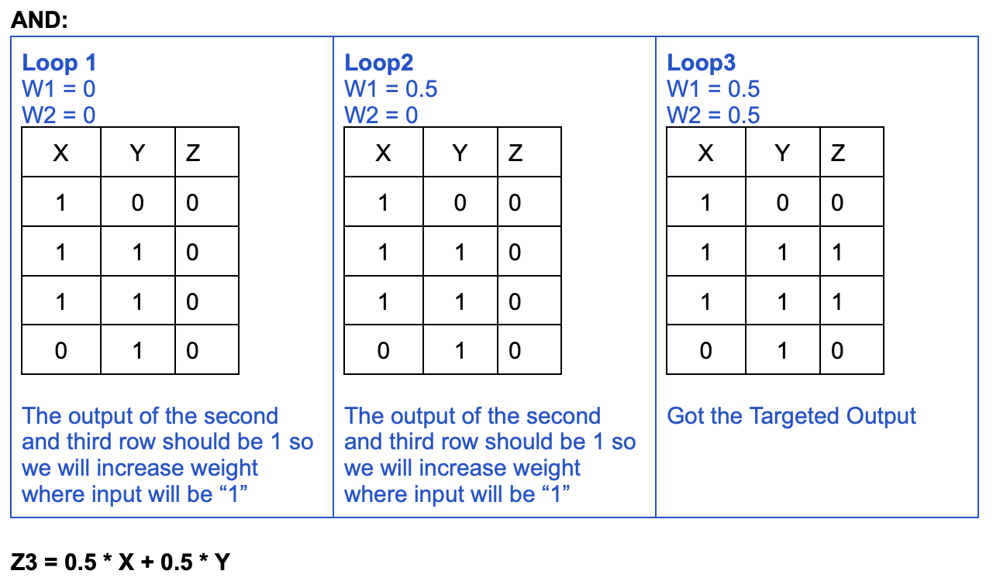 AND:
Loop 1
W1 = 0
W2 = 0
X Y Z
1 0 0
1 1 0
1 1 0
0 1 0
The output of the second
and third row should be 1 so
we will increase weight
where input will be “1”
Loop2
W1 = 0.5
W2 = 0
X Y Z
1 0 0
1 1 0
1 1 0
0 1 0
The output of the second
and third row should be 1 so
we will increase weight
where input will be “1”
Loop3
W1 = 0.5
W2 = 0.5
X Y Z
1 0 0
1 1 1
1 1 1
0 1 0
Got the Targeted Output
Z3 = 0.5 * X + 0.5 * Y